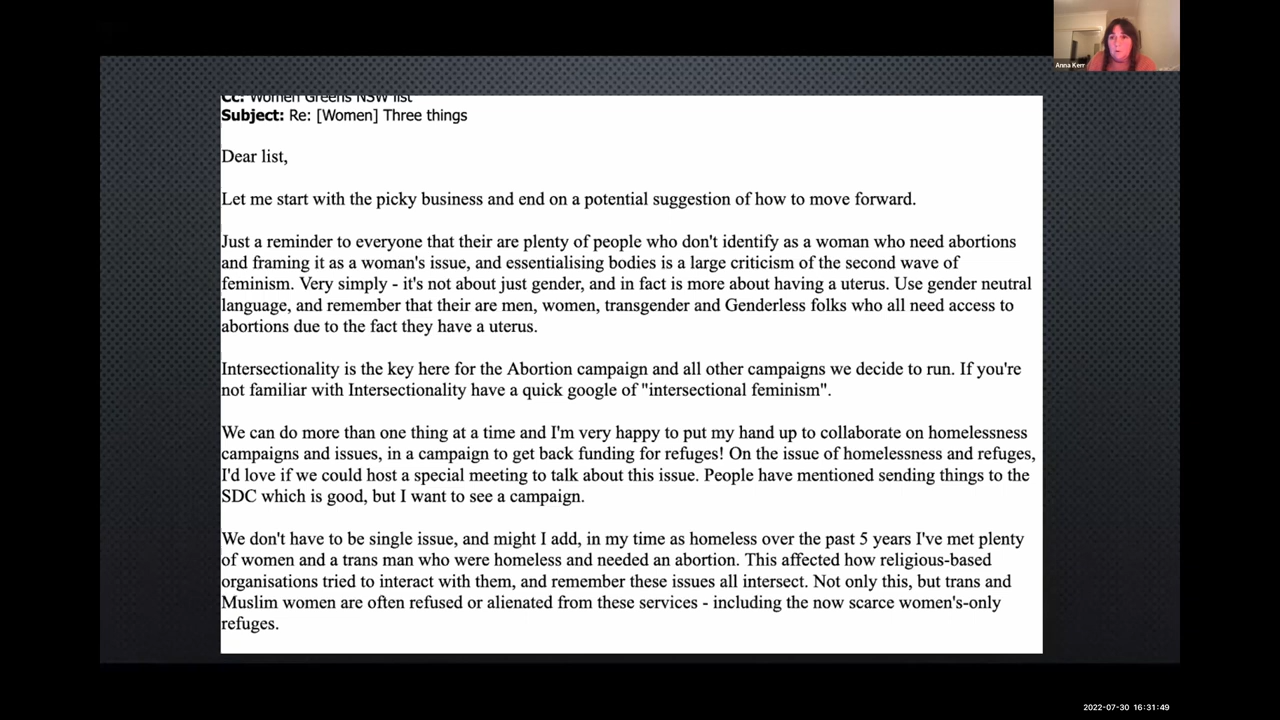 Anna Kerr
Cc: Women Greens NSW list
Subject: Re: [Women] Three things
Dear list,
Let me start with the picky business and end on a potential suggestion of how to move forward.
Just a reminder to everyone that their are plenty of people who don't identify as a woman who need abortions
and framing it as a woman's issue, and essentialising bodies is a large criticism of the second wave of
feminism. Very simply - it's not about just gender, and in fact is more about having a uterus. Use gender neutral
language, and remember that their are men, women, transgender and Genderless folks who all need access to
abortions due to the fact they have a uterus.
Intersectionality is the key here for the Abortion campaign and all other campaigns we decide to run. If you're
not familiar with Intersectionality have a quick google of "intersectional feminism".
We can do more than one thing at a time and I'm very happy to put my hand up to collaborate on homelessness
campaigns and issues, in a campaign to get back funding for refuges! On the issue of homelessness and refuges,
I'd love if we could host a special meeting to talk about this issue. People have mentioned sending things to the
SDC which is good, but I want to see a campaign.
We don't have to be single issue, and might I add, in my time as homeless over the past 5 years I've met plenty
of women and a trans man who were homeless and needed an abortion. This affected how religious-based
organisations tried to interact with them, and remember these issues all intersect. Not only this, but trans and
Muslim women are often refused or alienated from these services - including the now scarce women's-only
refuges.
2022-07-30 16:31:49